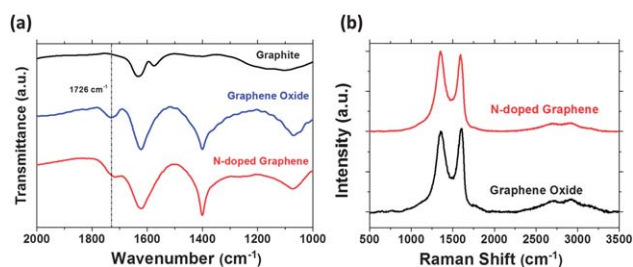 (a)
Transmittance (a.u.)
Graphite
1726 cm⁻¹
Graphene Oxide
N-doped Graphene
2000 1800 1600 1400 1200 1000
Wavenumber (cm⁻¹)
(b)
Intensity (a.u.)
N-doped Graphene
Graphene Oxide
500 1000 1500 2000 2500 3000 3500
Raman Shift (cm⁻¹)